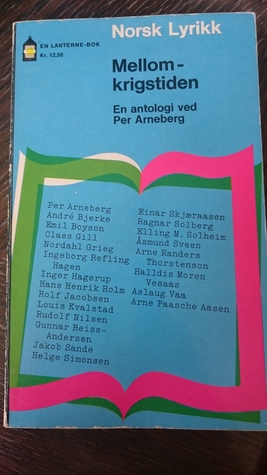 EN LANTERNE-BOK
Kr. 12,50
Norsk Lyrikk
Mellom-
krigstiden
En antologi ved
Per Arneberg
Per Arneberg
André Bjerke
Emil Boyson
Claes Gill
Nordahl Grieg
Ingeborg Refling
Hagen
Inger Hagerup
Hans Henrik Holm
Rolf Jacobsen
Louis Kvalstad
Rudolf Nilsen
Gunnar Reiss-
Andersen
Jakob Sande
Helge Simonsen
Einar Skjæraasen
Ragnar Solberg
Elling M. Solheim
Åsmund Sveen
Arne Randers
Thorstenson
Halldis Moren
Vesaas
Aslaug Vaa
Arne Paasche Aasen